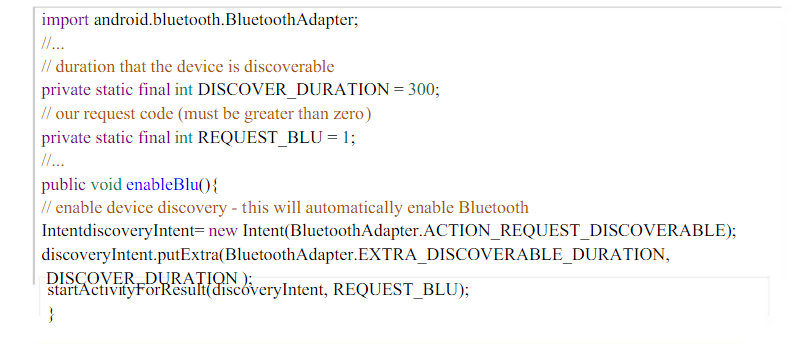 import android.bluetooth.BluetoothAdapter;
//...
// duration that the device is discoverable
private static final int DISCOVER_DURATION = 300;
// our request code (must be greater than zero)
private static final int REQUEST_BLU = 1;
//...
public void enableBlu(){
// enable device discovery - this will automatically enable Bluetooth
IntentdiscoveryIntent= new Intent(BluetoothAdapter.ACTION_REQUEST_DISCOVERABLE);
discoveryIntent.putExtra(BluetoothAdapter.EXTRA_DISCOVERABLE_DURATION,
DISCOVER_DURATION );
startActivityForResult(discoveryIntent, REQUEST_BLU);
}